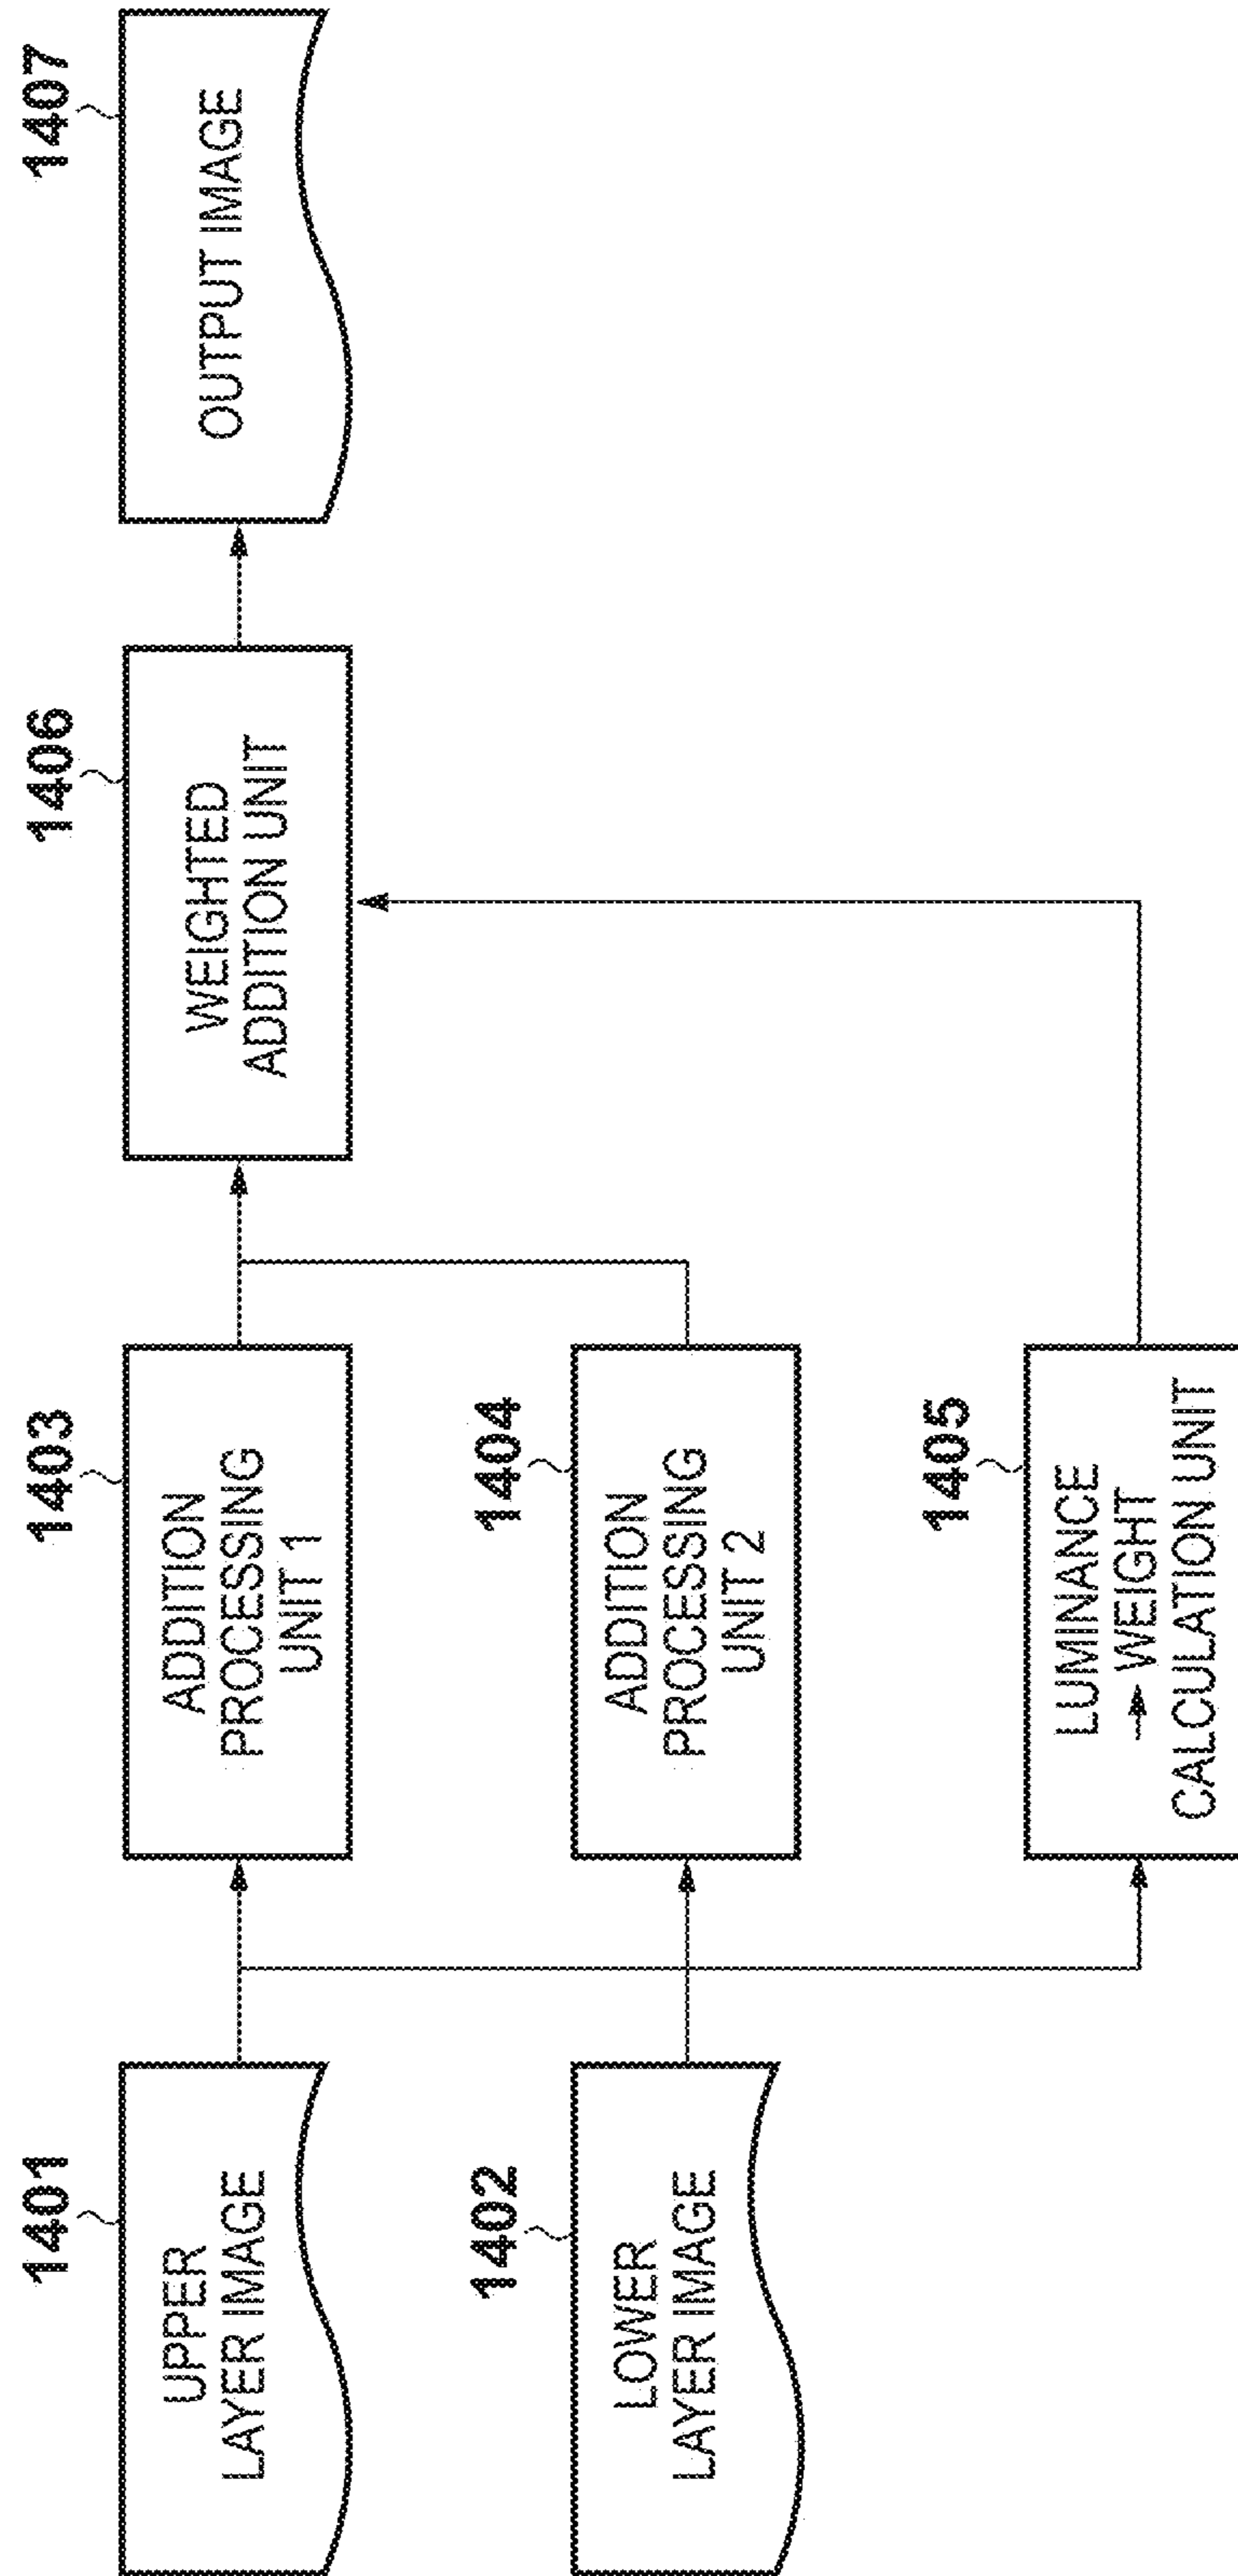 1401
UPPER
LAYER IMAGE
1402
LOWER
LAYER IMAGE
1403
ADDITION
PROCESSING
UNIT 1
1404
ADDITION
PROCESSING
UNIT 2
1405
LUMINANCE
→ WEIGHT
CALCULATION UNIT
1406
WEIGHTED
ADDITION UNIT
1407
OUTPUT IMAGE